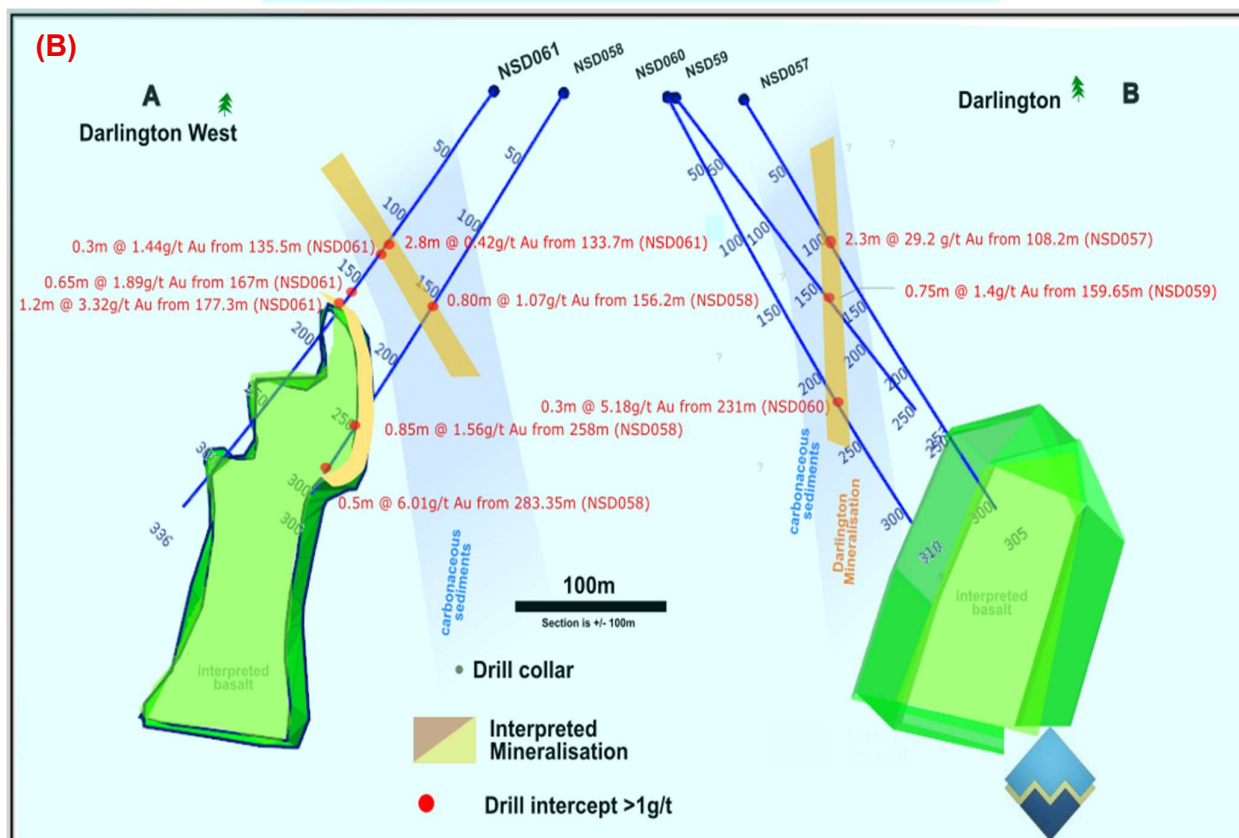 (B)
NSD061
NSD058
NSD060
NSD59
NSD057
A
Darlington West
Darlington
B
50
50
50
50
50
100
100
100
100
100
? ?
0.3m @ 1.44g/t Au from 135.5m (NSD061)
2.8m @ 0.42g/t Au from 133.7m (NSD061)
2.3m @ 29.2 g/t Au from 108.2m (NSD057)
0.65m @ 1.89g/t Au from 167m (NSD061)
150
150
150
150
150
0.75m @ 1.4g/t Au from 159.65m (NSD059)
1.2m @ 3.32g/t Au from 177.3m (NSD061)
0.80m @ 1.07g/t Au from 156.2m (NSD058)
200
200
200
200
200
?
0.3m @ 5.18g/t Au from 231m (NSD060)
250
250
250
250
0.85m @ 1.56g/t Au from 258m (NSD058)
?
300
0.5m @ 6.01g/t Au from 283.35m (NSD058)
300
300
300
336
310
305
carbonaceous
sediments
carbonaceous
sediments
Darlington
Mineralisation
100m
Section is +/- 100m
interpreted
basalt
interpreted
basalt
Drill collar
Interpreted
Mineralisation
Drill intercept >1g/t